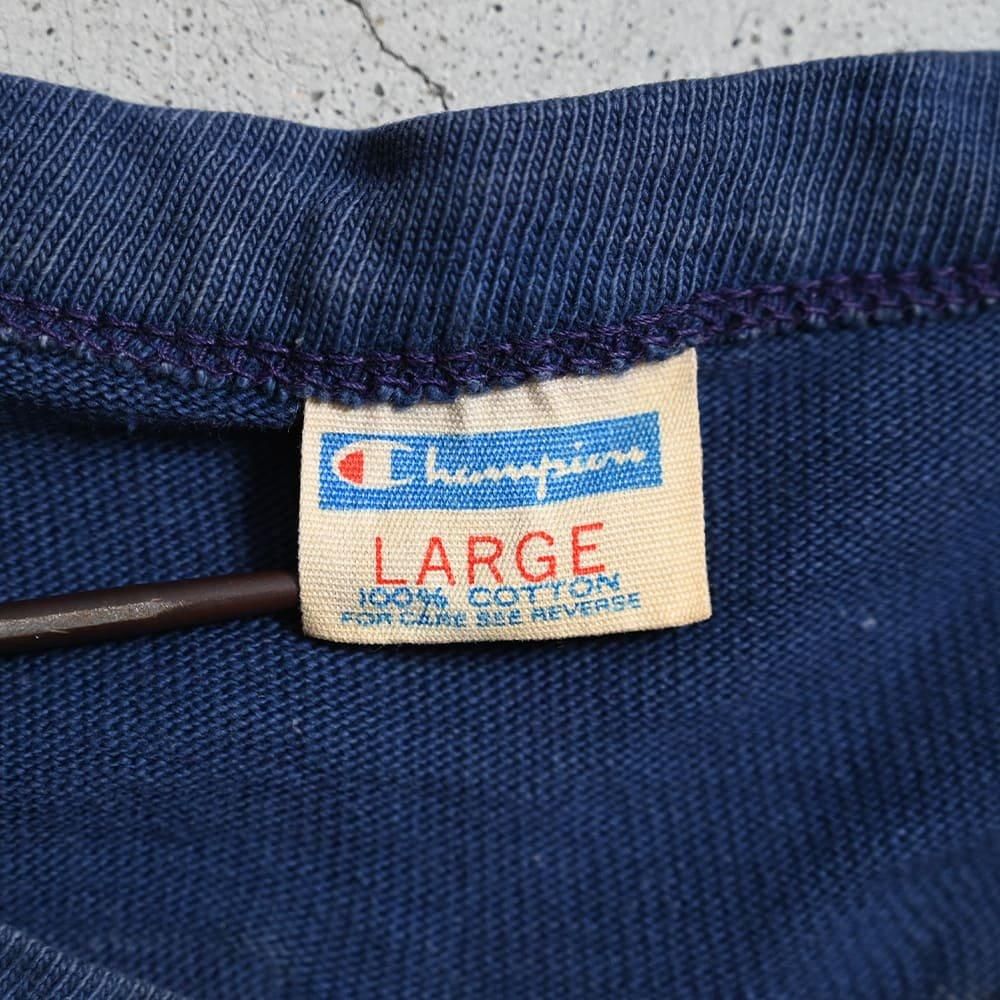 Champion
LARGE
100% COTTON
FOR CARE SEE REVERSE